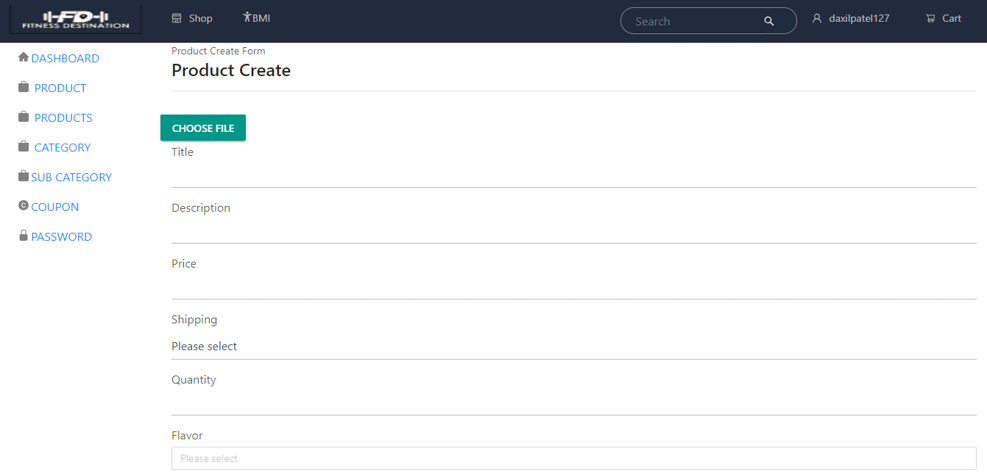 FD
FITNESS DESTINATION
Shop
BMI
Search
daxilpatel127
Cart
DASHBOARD
PRODUCT
PRODUCTS
CATEGORY
SUB CATEGORY
COUPON
PASSWORD
Product Create Form
Product Create
CHOOSE FILE
Title
Description
Price
Shipping
Please select
Quantity
Flavor
Please select